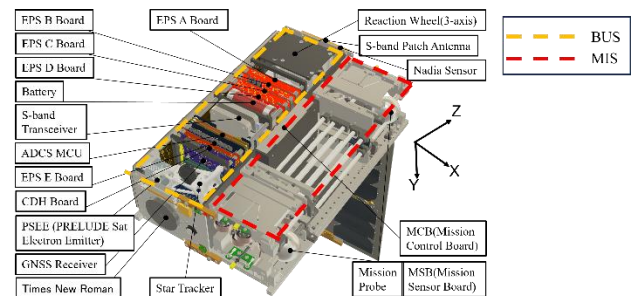 EPS B Board
EPS A Board
Reaction Wheel(3-axis)
BUS
EPS C Board
S-band Patch Antenna
MIS
EPS D Board
Nadia Sensor
Battery
S-band
Transceiver
ADCS MCU
EPS E Board
CDH Board
PSEE (PRELUDE Sat
Electron Emitter)
GNSS Receiver
Times New Roman
Star Tracker
Z
X
Y
MCB(Mission
Control Board)
Mission
Probe
MSB(Mission
Sensor Board)